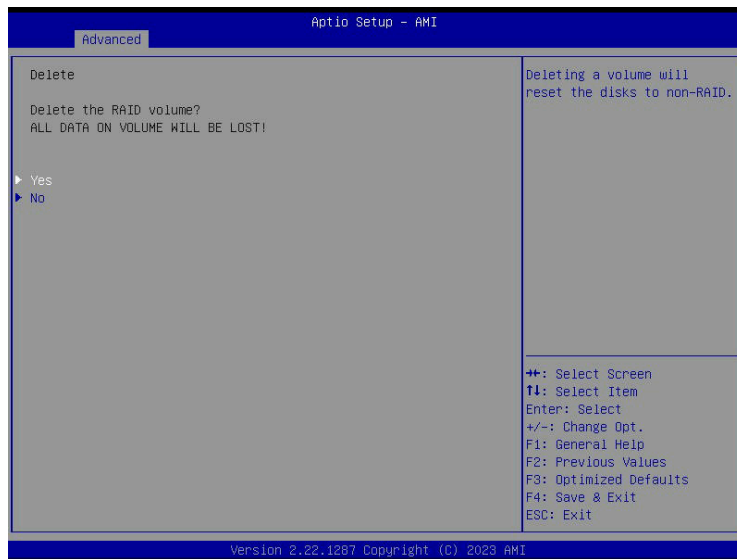 Aptio Setup – AMI
Advanced
Delete
Delete the RAID volume?
ALL DATA ON VOLUME WILL BE LOST!
Yes
No
Deleting a volume will
reset the disks to non-RAID.
→←: Select Screen
↑↓: Select Item
Enter: Select
+/-: Change Opt.
F1: General Help
F2: Previous Values
F3: Optimized Defaults
F4: Save & Exit
ESC: Exit
Version 2.22.1287 Copyright (C) 2023 AMI